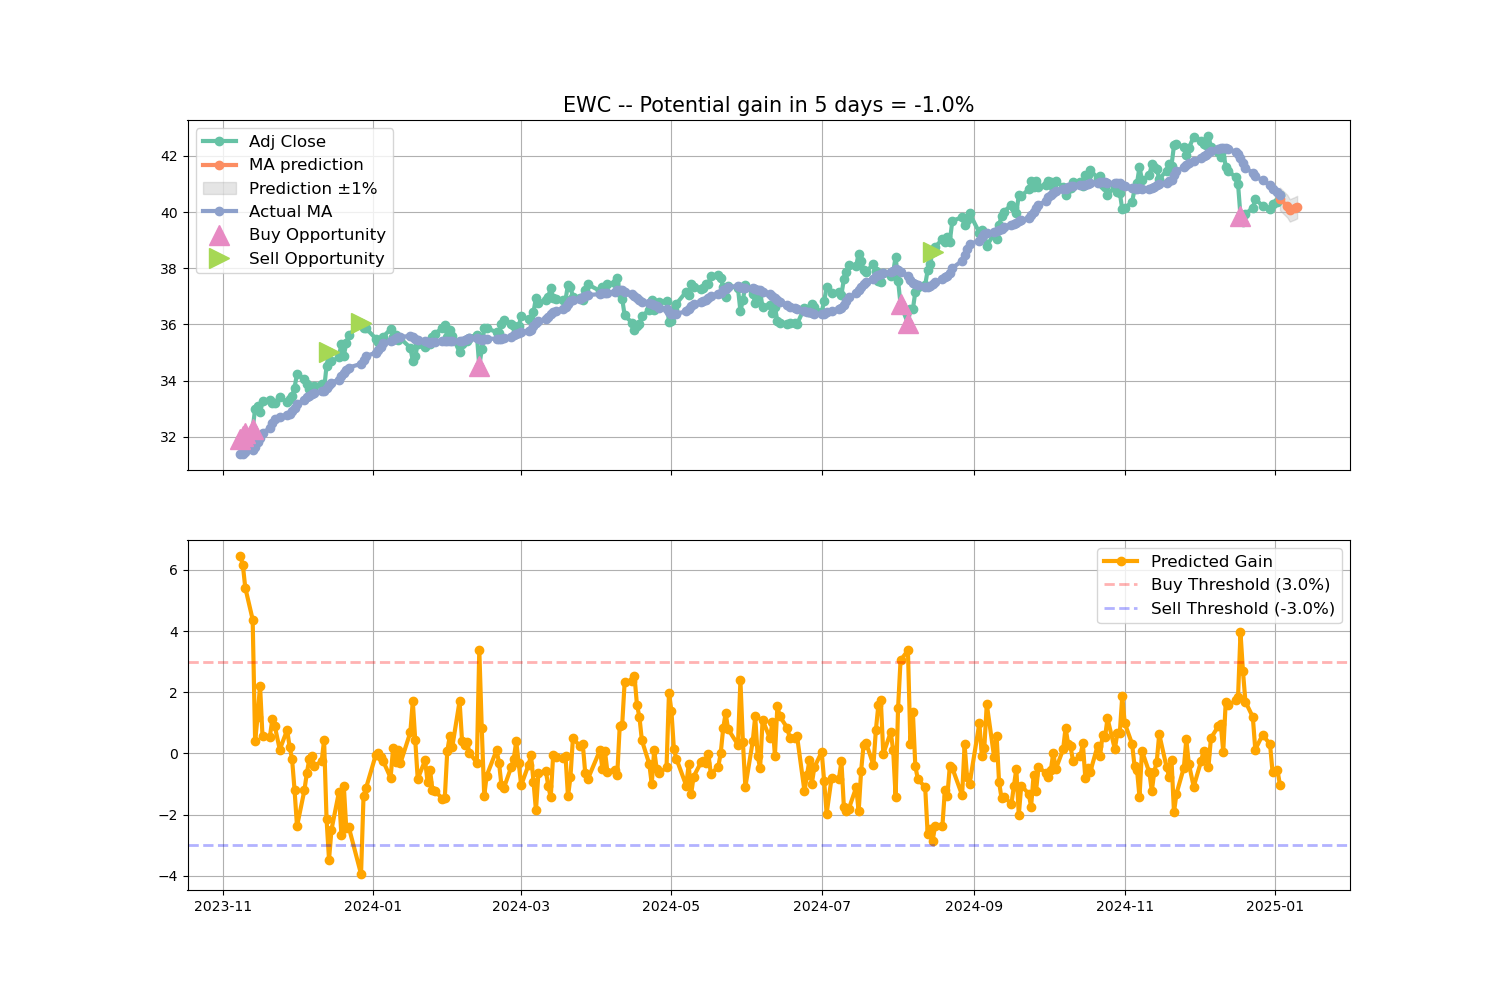 EWC -- Potential gain in 5 days = -1.0%
Adj Close
MA prediction
Prediction ±1%
Actual MA
Buy Opportunity
Sell Opportunity
42
40
38
36
34
32
Predicted Gain
Buy Threshold (3.0%)
Sell Threshold (-3.0%)
6
4
2
0
−2
−4
2023-11
2024-01
2024-03
2024-05
2024-07
2024-09
2024-11
2025-01